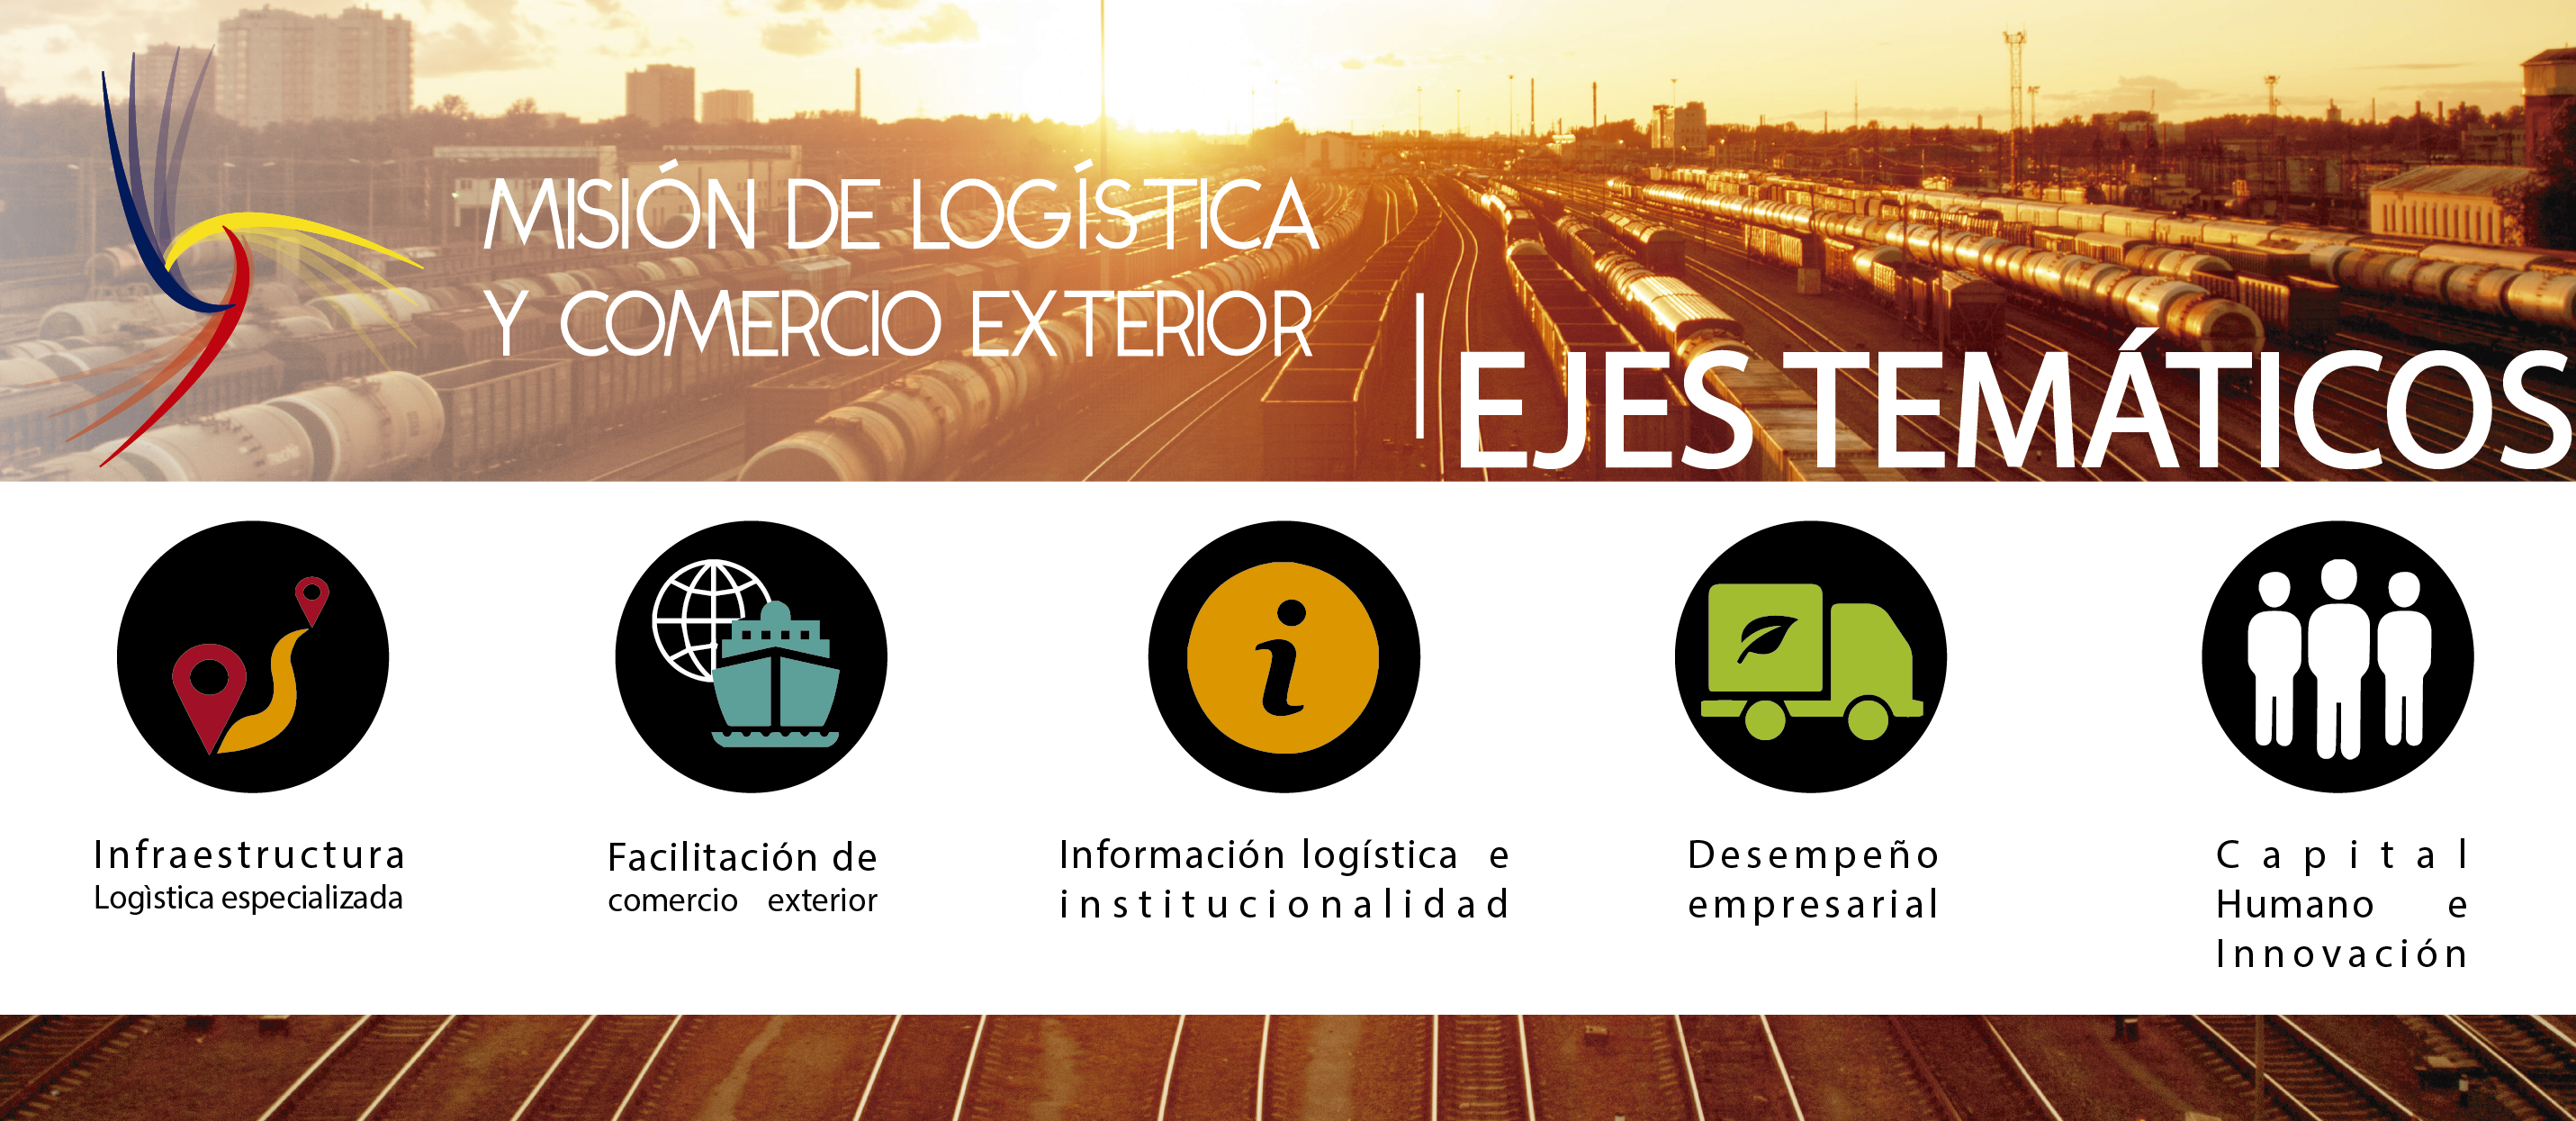 MISIÓN DE LOGÍSTICA
Y COMERCIO EXTERIOR
EJES TEMÁTICOS
Infraestructura
Logìstica especializada
Facilitación de
comercio exterior
i
Información logística e
institucionalidad
Desempeño
empresarial
Capital
Humano e
Innovación